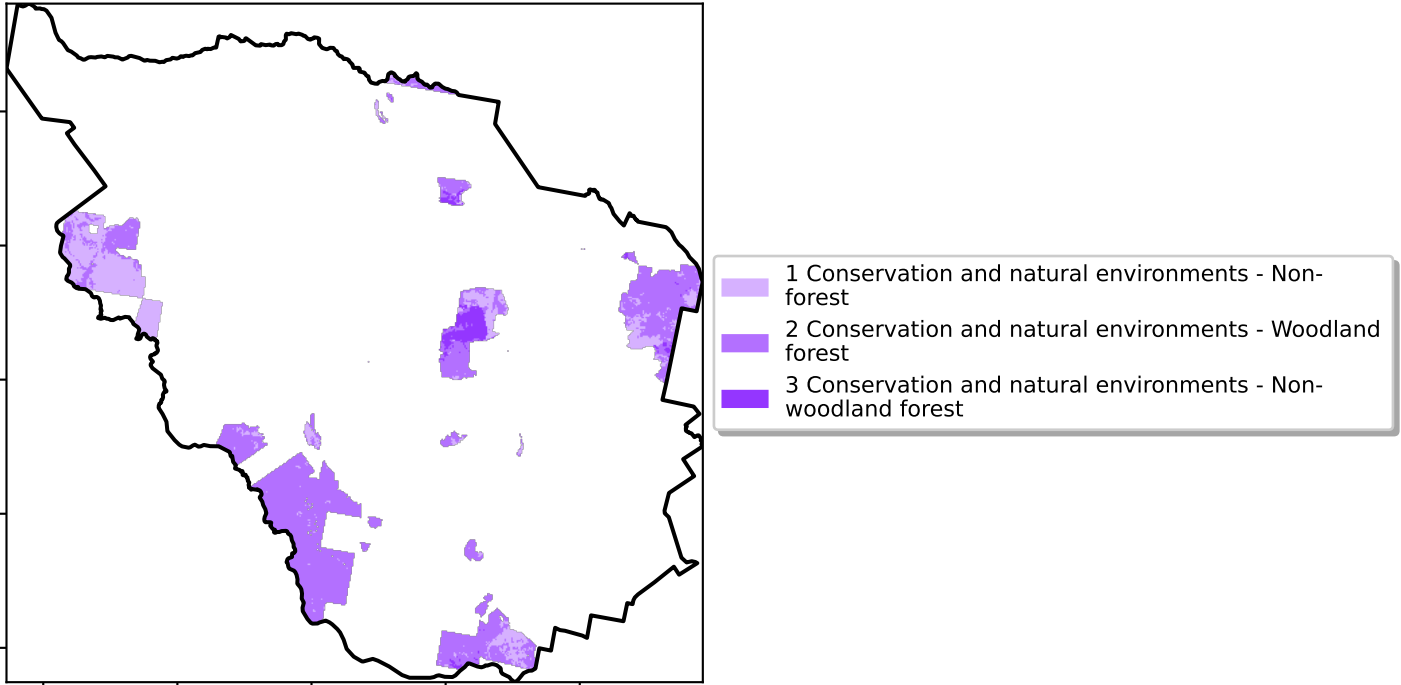 1 Conservation and natural environments - Non-
forest
2 Conservation and natural environments - Woodland
forest
3 Conservation and natural environments - Non-
woodland forest